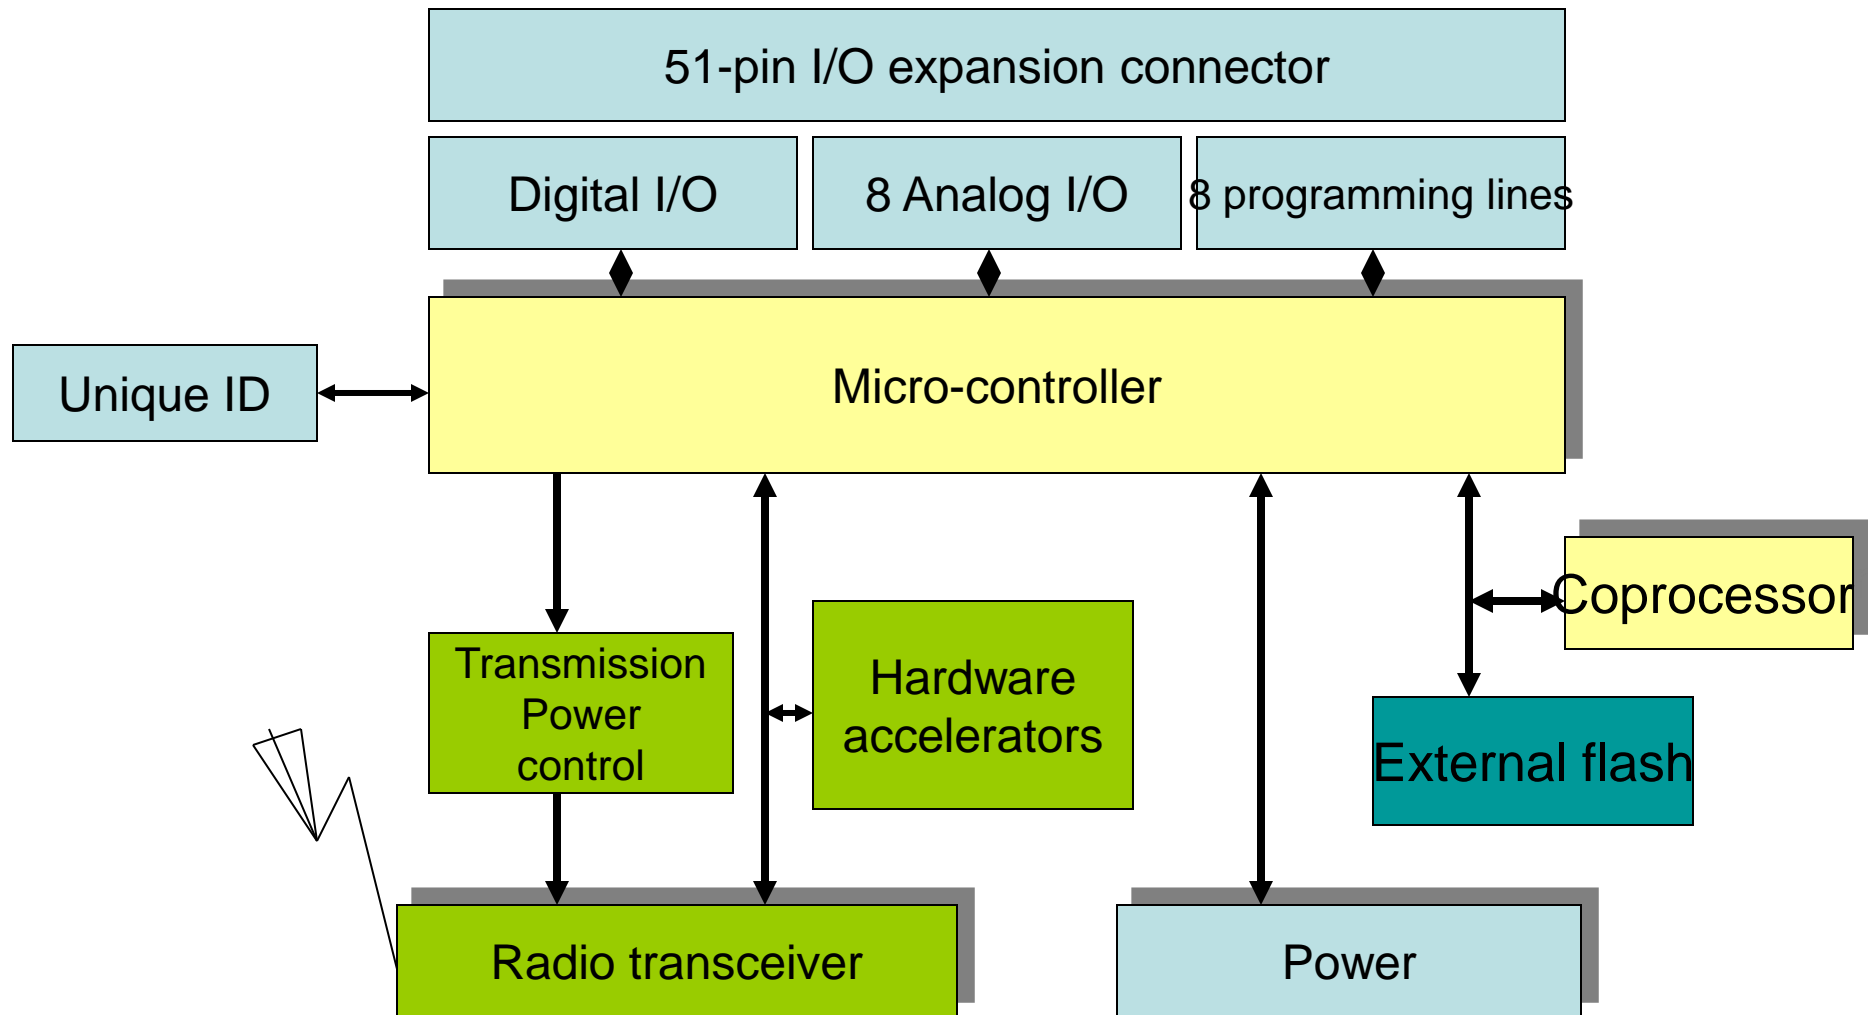 51-pin I/O expansion connector
Digital I/O
8 Analog I/O
8 programming lines
Micro-controller
Unique ID
Coprocessor
Transmission
Power
control
Hardware
accelerators
External flash
Radio transceiver
Power